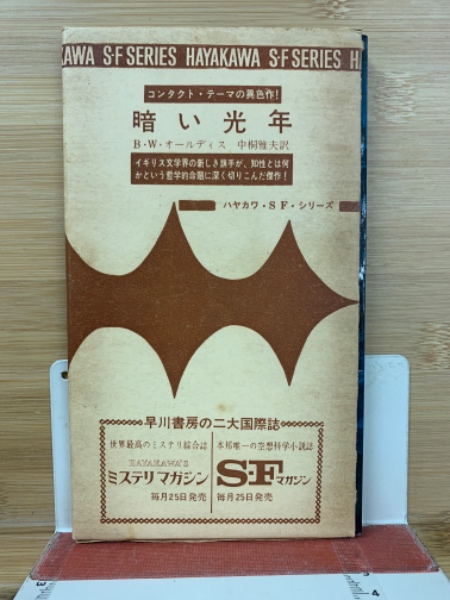 AWA S-F SERIES HAYAKAWA S-F SERIES HA
コンタクト・テーマの異色作!
暗い光年
B・W・オールディス 中桐雅夫訳
イギリス文学界の新しき旗手が、知性とは何
かという哲学的命題に深く切りこんだ傑作!
ハヤカワ・SF・シリーズ
早川書房の二大国際誌
世界最高のミステリ綜合誌
HAYAKAWA'S
ミステリマガジン
毎月25日発売
本邦唯一の空想科学小説誌
S-Fマガジン
毎月25日発売
3
4